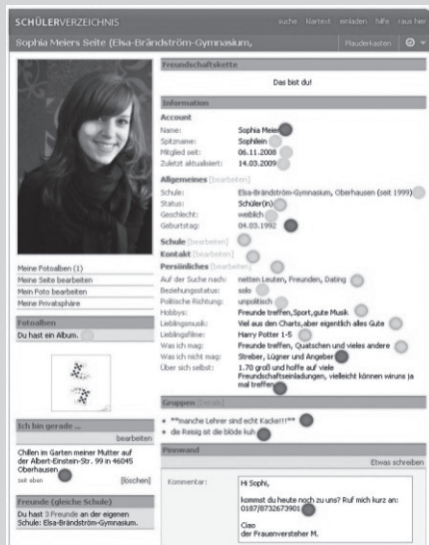 SCHÜLERVERZEICHNIS
suche klartext einladen hilfe raus hier
Sophia Meiers Seite (Elsa-Brändström-Gymnasium,
Plauderkasten
Freundschaftskette
Das bist du!
Information
Account
Name: Sophia Meier
Spitzname: Sophilein
Mitglied seit: 06.11.2008
Zuletzt aktualisiert: 14.03.2009
Allgemeines [bearbeiten]
Schule: Elsa-Brändström-Gymnasium, Oberhausen (seit 1999)
Status: Schüler(in)
Geschlecht: weiblich
Geburtstag: 04.03.1992
Schule [bearbeiten]
Kontakt [bearbeiten]
Persönliches [bearbeiten]
Auf der Suche nach: netten Leuten, Freunden, Dating
Beziehungsstatus: solo
Politische Richtung: unpolitisch
Hobbys: Freunde treffen,Sport,gute Musik
Lieblingsmusik: Viel aus den Charts,aber eigentlich alles Gute
Lieblingsfilme: Harry Potter 1-5
Was ich mag: Freunde treffen, Quatschen und vieles andere
Was ich nicht mag: Streber, Lügner und Angeber
Über sich selbst: 1.70 groß und hoffe auf viele
Freundschaftseinladungen, vielleicht können wiruns ja
mal treffen
Gruppen
**manche Lehrer sind echt Kacke!!!**
die Reisig ist die blöde kuh
Pinnwand
Etwas schreiben
Kommentar:
Hi Sophi,
kommst du heute noch zu uns? Ruf mich kurz an:
0187/8732673901
Ciao
der Frauenversteher M.
Meine Fotoalben (1)
Meine Seite bearbeiten
Mein Foto bearbeiten
Meine Privatsphäre
Fotoalben
Du hast ein Album.
Ich bin gerade ...
bearbeiten
Chillen im Garten meiner Mutter auf
der Albert-Einstein-Str. 99 in 46045
Oberhausen
seit eben [löschen]
Freunde (gleiche Schule)
Du hast 3 Freunde an der eigenen
Schule: Elsa-Brändström-Gymnasium.